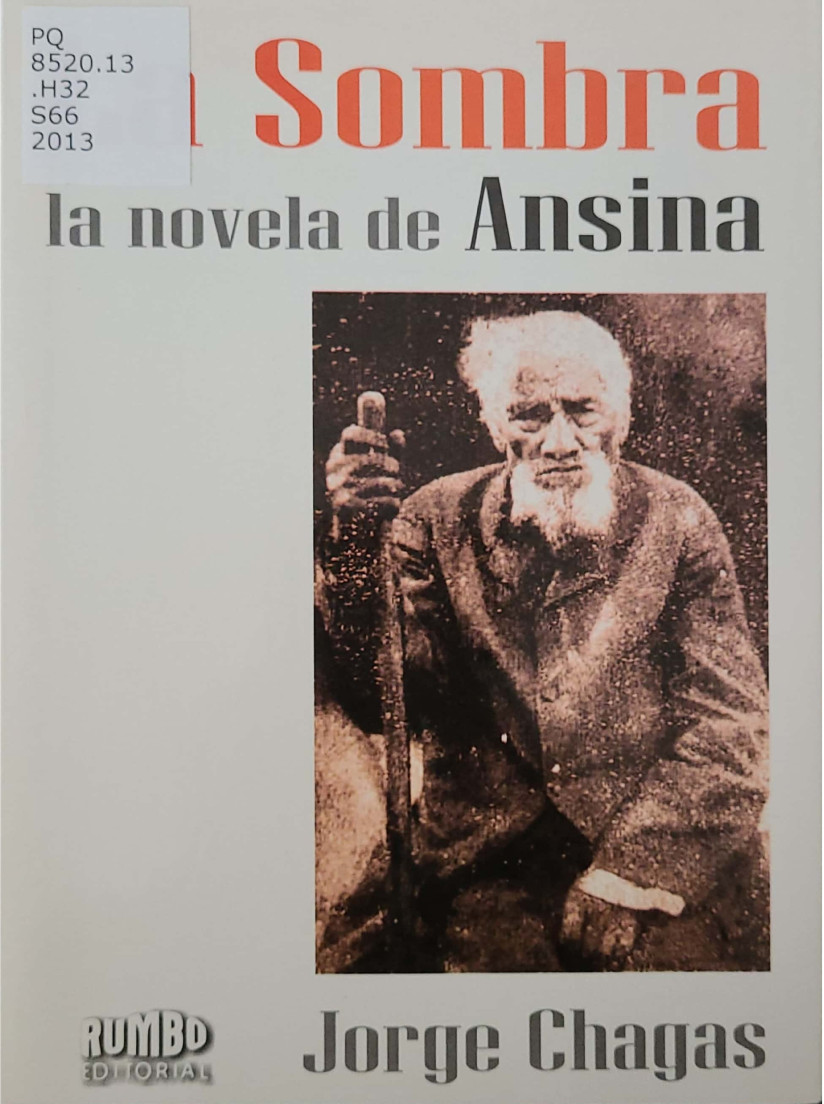 PQ
8520.13
.H32
S66
2013
Sombra
la novela de Ansina
RUMBO
EDITORIAL
Jorge Chagas